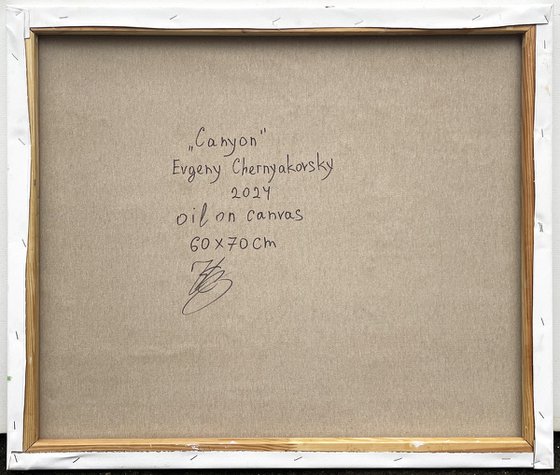 „Canyon"
Evgeny Chernyakovsky
2024
oil on canvas
60x70cm